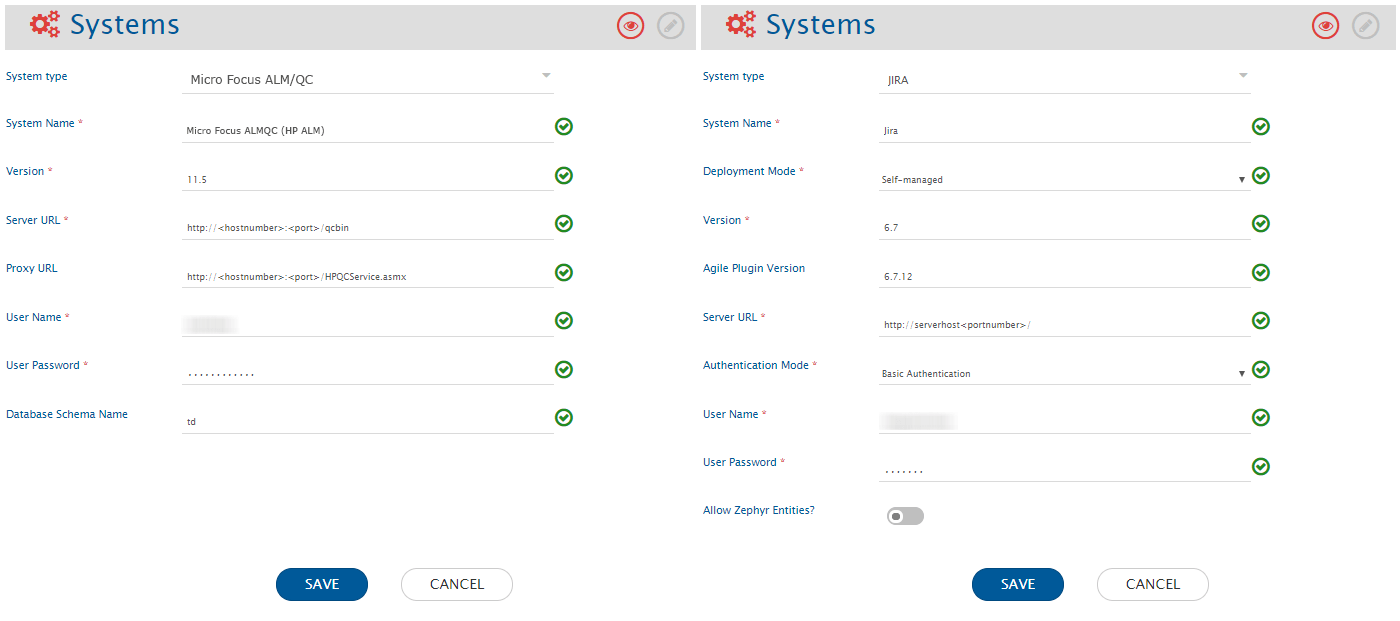 Systems
System type
Micro Focus ALM/QC
System Name *
Micro Focus ALMQC (HP ALM)
Version *
11.5
Server URL *
http://<hostnumber>:<port>/qcbin
Proxy URL
http://<hostnumber>:<port>/HPQCService.asmx
User Name *
User Password *
............
Database Schema Name
td
SAVE
CANCEL
Systems
System type
JIRA
System Name *
Jira
Deployment Mode *
Self-managed
Version *
6.7
Agile Plugin Version
6.7.12
Server URL *
http://serverhost<portnumber>/
Authentication Mode *
Basic Authentication
User Name *
User Password *
.......
Allow Zephyr Entities?
SAVE
CANCEL